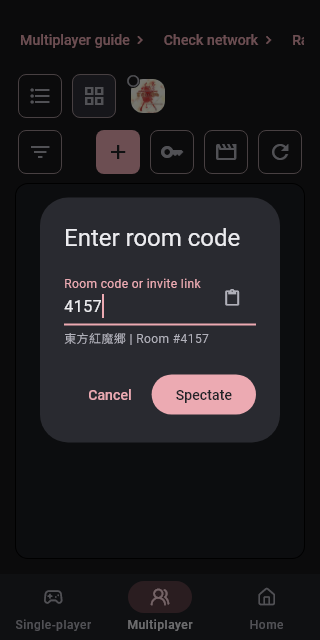 Multiplayer guide
Check network
Ra
Enter room code
Room code or invite link
4157
東方紅魔郷 | Room #4157
Cancel
Spectate
Single-player
Multiplayer
Home